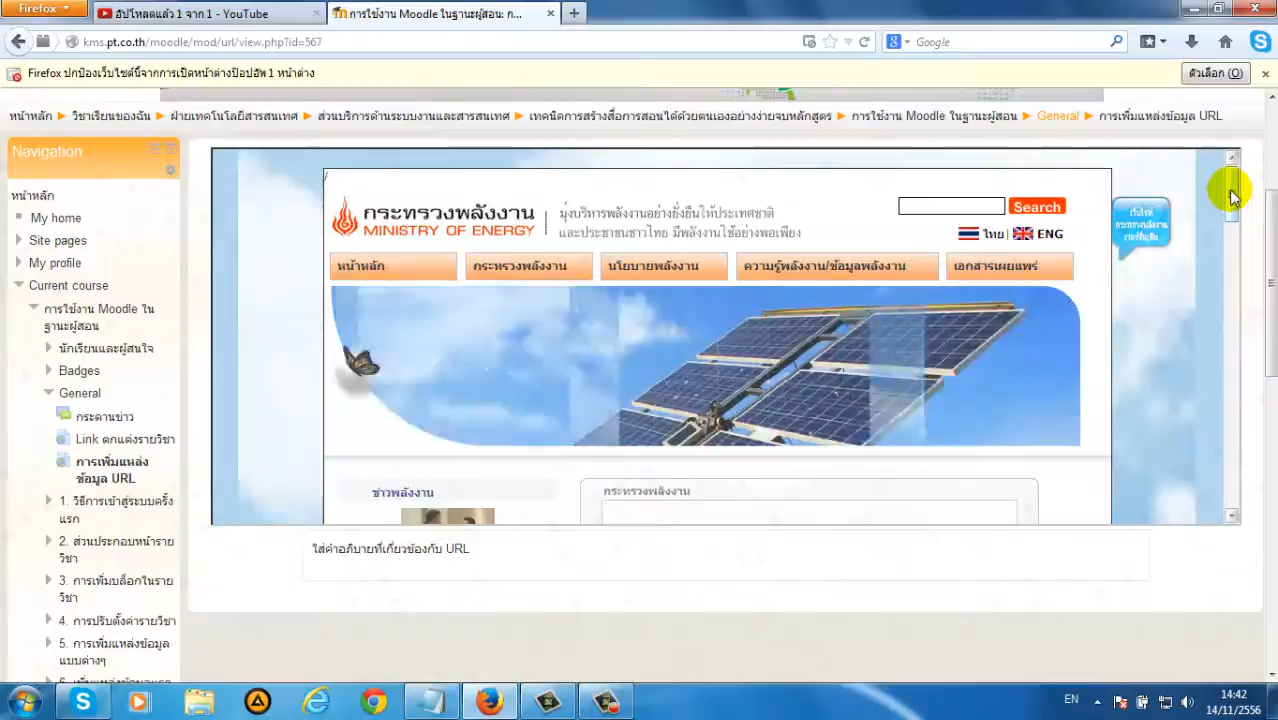 Firefox
อัปโหลดแล้ว 1 จาก 1 - YouTube
การใช้งาน Moodle ในฐานะผู้สอน: ก...
kms.pt.co.th/moodle/mod/url/view.php?id=567
Google
Firefox ปกป้องเว็บไซต์นี้จากการเปิดหน้าต่างป๊อปอัพ 1 หน้าต่าง
ตัวเลือก (O)
หน้าหลัก ► วิชาเรียนของฉัน ► ฝ่ายเทคโนโลยีสารสนเทศ ► ส่วนบริการด้านระบบงานและสารสนเทศ ► เทคนิคการสร้างสื่อการสอนได้ด้วยตนเองอย่างง่ายจบหลักสูตร ► การใช้งาน Moodle ในฐานะผู้สอน ► General ► การเพิ่มแหล่งข้อมูล URL
Navigation
หน้าหลัก
My home
Site pages
My profile
Current course
การใช้งาน Moodle ใน
ฐานะผู้สอน
นักเรียนและผู้สนใจ
Badges
General
กระดานข่าว
Link ตกแต่งรายวิชา
การเพิ่มแหล่ง
ข้อมูล URL
1. วิธีการเข้าสู่ระบบครั้ง
แรก
2. ส่วนประกอบหน้าราย
วิชา
3. การเพิ่มบล็อกในราย
วิชา
4. การปรับตั้งค่ารายวิชา
5. การเพิ่มแหล่งข้อมูล
แบบต่างๆ
/
กระทรวงพลังงาน
MINISTRY OF ENERGY
มุ่งบริหารพลังงานอย่างยั่งยืนให้ประเทศชาติ
และประชาชนชาวไทย มีพลังงานใช้อย่างพอเพียง
Search
ไทย | ENG
เว็บไซต์
กระทรวงพลังงาน
เวอร์ชั่นเดิม
หน้าหลัก
กระทรวงพลังงาน
นโยบายพลังงาน
ความรู้พลังงาน/ข้อมูลพลังงาน
เอกสารเผยแพร่
ข่าวพลังงาน
กระทรวงพลังงาน
ใส่คำอธิบายที่เกี่ยวข้องกับ URL
EN
14:42
14/11/2556